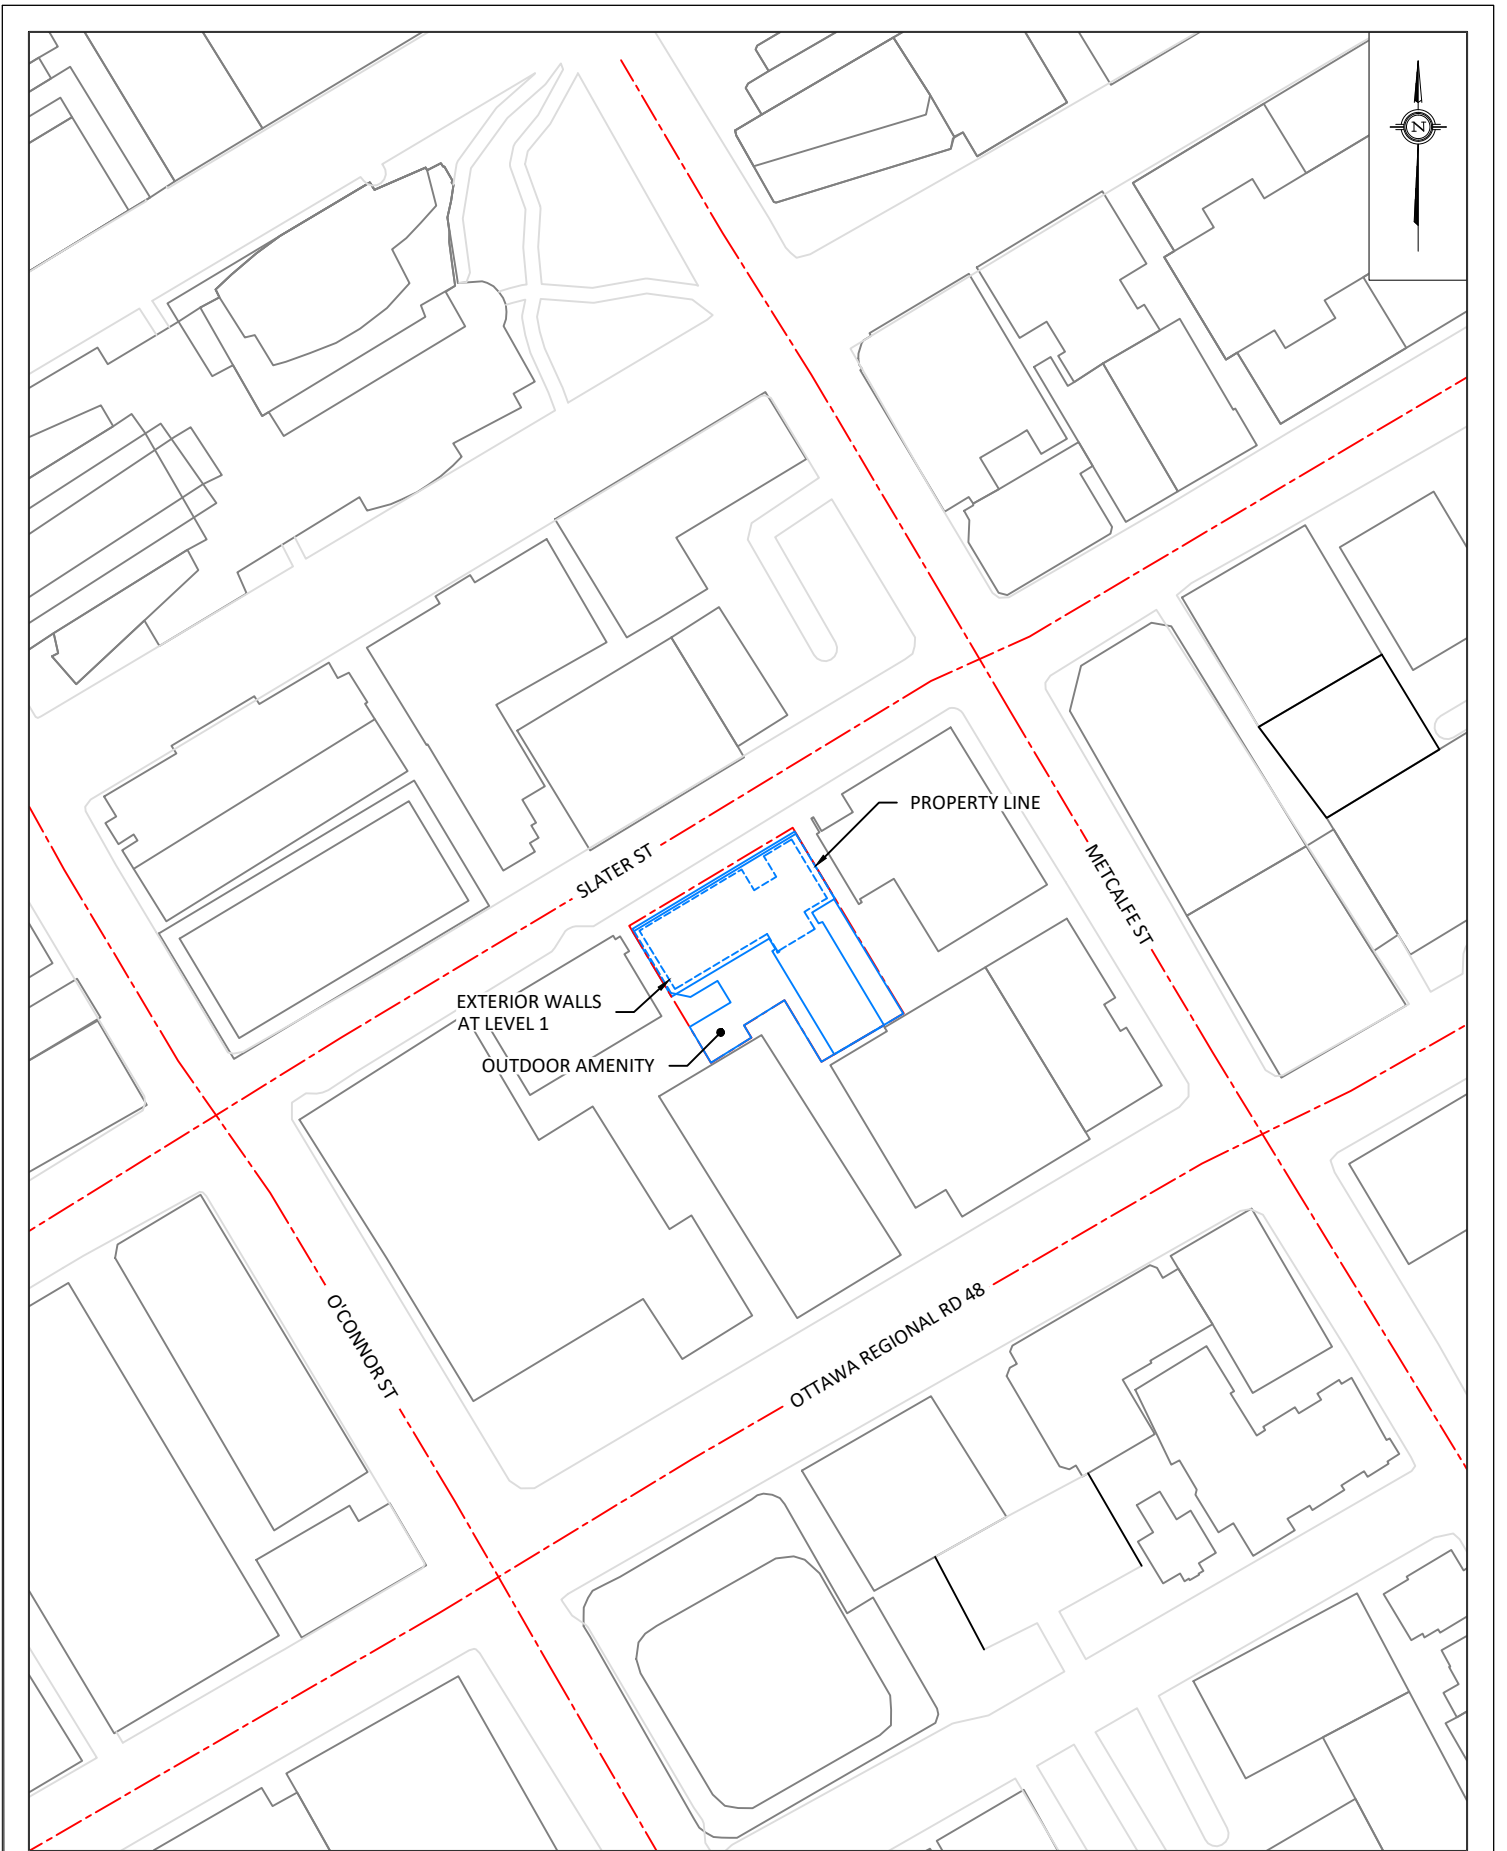 N
PROPERTY LINE
SLATER ST
METCALFE ST
EXTERIOR WALLS
AT LEVEL 1
OUTDOOR AMENITY
O'CONNOR ST
OTTAWA REGIONAL RD 48